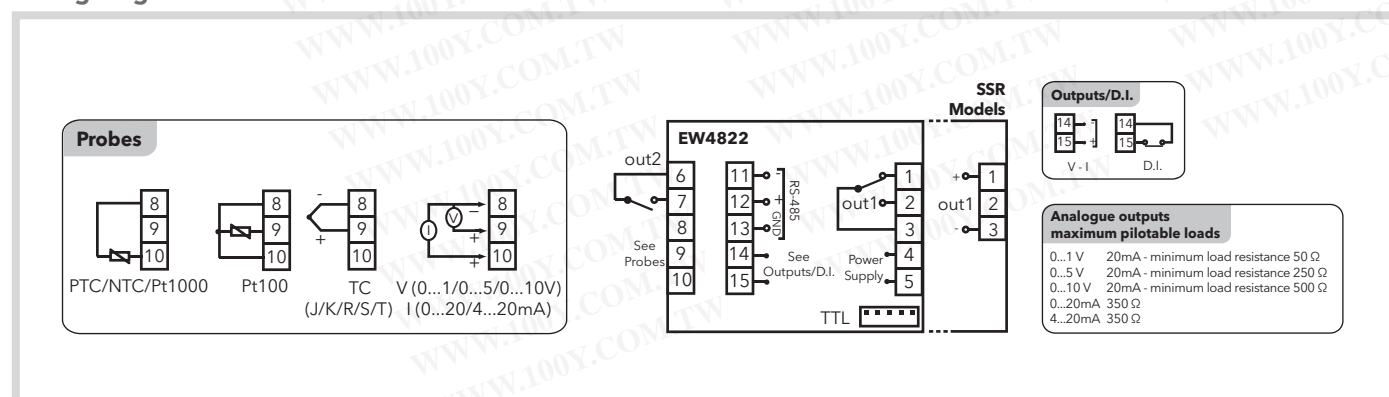 WWW.100Y.COM.TW
Probes
8
9
10
PTC/NTC/Pt1000
8
9
10
Pt100
-
+
8
9
10
TC
(J/K/R/S/T)
I
V
-
+
+
8
9
10
V (0...1/0...5/0...10V)
I (0...20/4...20mA)
EW4822
out2
6
7
8
9
10
See
Probes
11
12
13
14
15
-
+
GND
RS-485
See
Outputs/D.I.
out1
1
2
3
4
5
Power
Supply
TTL
SSR
Models
+
out1
-
1
2
3
Outputs/D.I.
14
15
-
+
V - I
14
15
D.I.
Analogue outputs
maximum pilotable loads
0...1 V 20mA - minimum load resistance 50 Ω
0...5 V 20mA - minimum load resistance 250 Ω
0...10 V 20mA - minimum load resistance 500 Ω
0...20mA 350 Ω
4...20mA 350 Ω